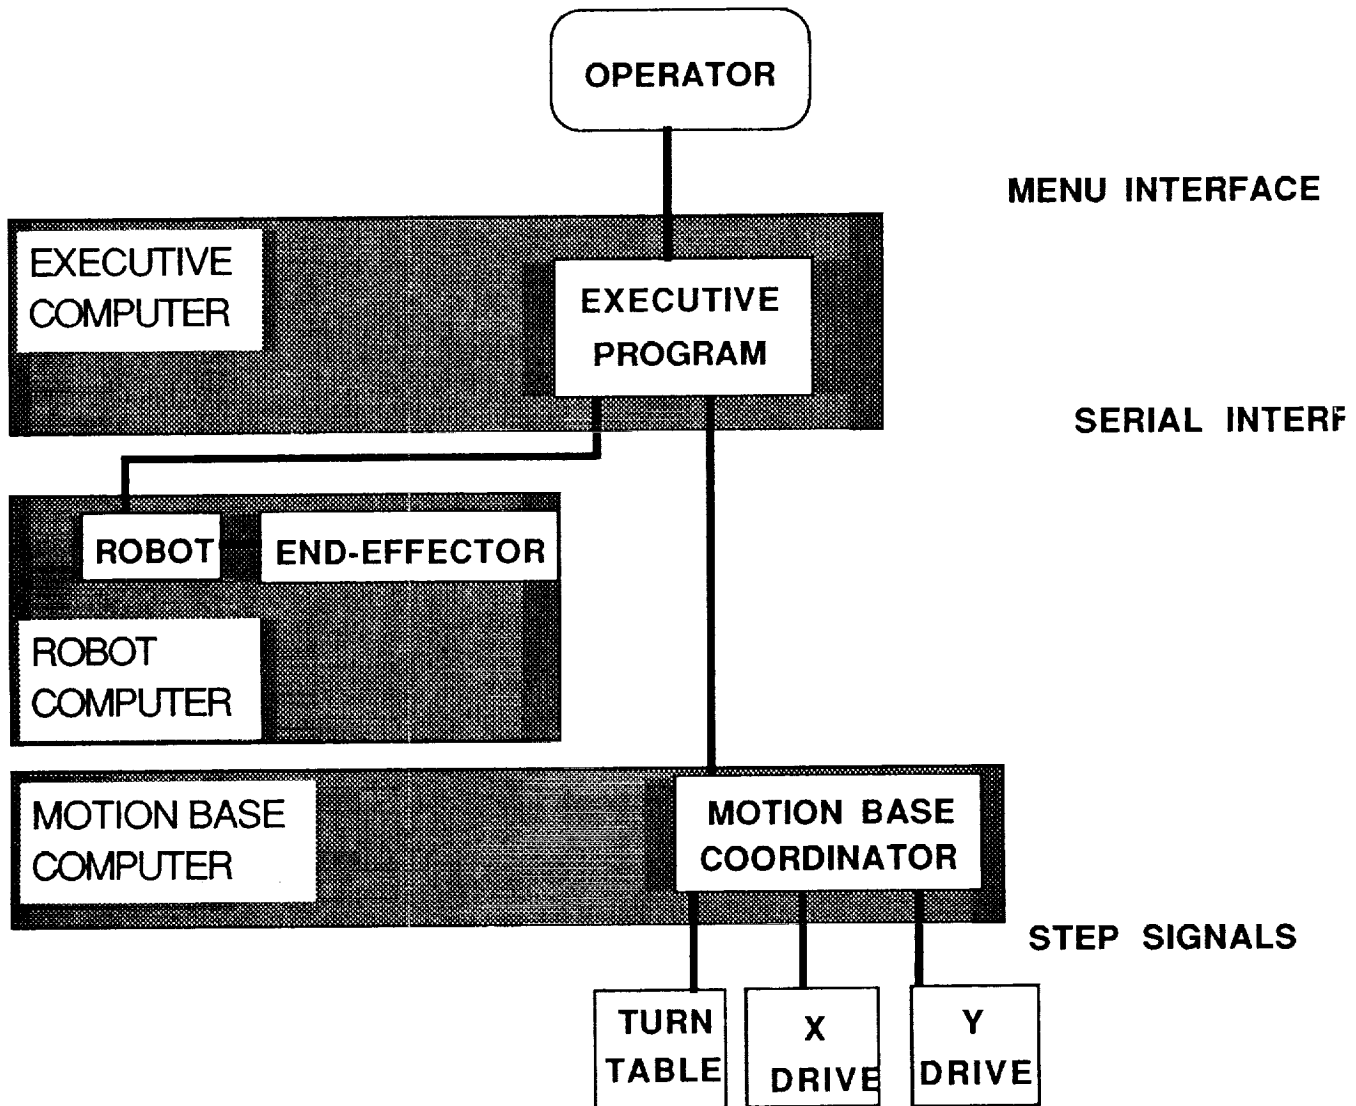 OPERATOR
MENU INTERFACE
EXECUTIVE
COMPUTER
EXECUTIVE
PROGRAM
SERIAL INTERF
ROBOT
END-EFFECTOR
ROBOT
COMPUTER
MOTION BASE
COMPUTER
MOTION BASE
COORDINATOR
STEP SIGNALS
TURN
TABLE
X
DRIVE
Y
DRIVE